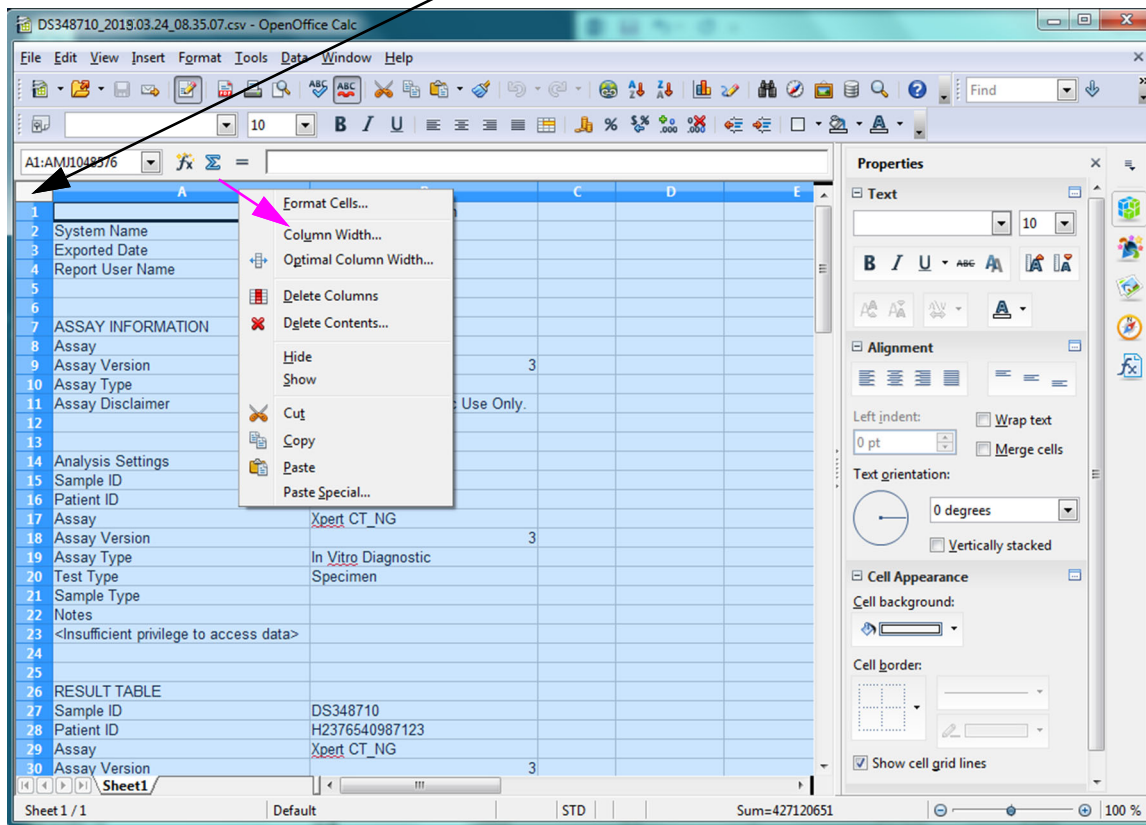 DS348710_2019.03.24_08.35.07.csv - OpenOffice Calc
File Edit View Insert Format Tools Data Window Help
Find
10
A1:AMJ1048576
Properties
A C D E
Text
10
1
2 System Name
3 Exported Date
4 Report User Name
5
6
7 ASSAY INFORMATION
8 Assay
9 Assay Version 3
10 Assay Type
11 Assay Disclaimer Use Only.
12
13
14 Analysis Settings
15 Sample ID
16 Patient ID
17 Assay Xpert CT_NG
18 Assay Version 3
19 Assay Type In Vitro Diagnostic
20 Test Type Specimen
21 Sample Type
22 Notes
23 <Insufficient privilege to access data>
24
25
26 RESULT TABLE
27 Sample ID DS348710
28 Patient ID H2376540987123
29 Assay Xpert CT_NG
30 Assay Version 3
Format Cells...
Column Width...
Optimal Column Width...
Delete Columns
Delete Contents...
Hide
Show
Cut
Copy
Paste
Paste Special...
B I U ABC
Alignment
Left indent:
Wrap text
0 pt
Merge cells
Text orientation:
0 degrees
Vertically stacked
Cell Appearance
Cell background:
Cell border:
Show cell grid lines
Sheet1
Sheet 1 / 1 Default STD Sum=427120651 100 %